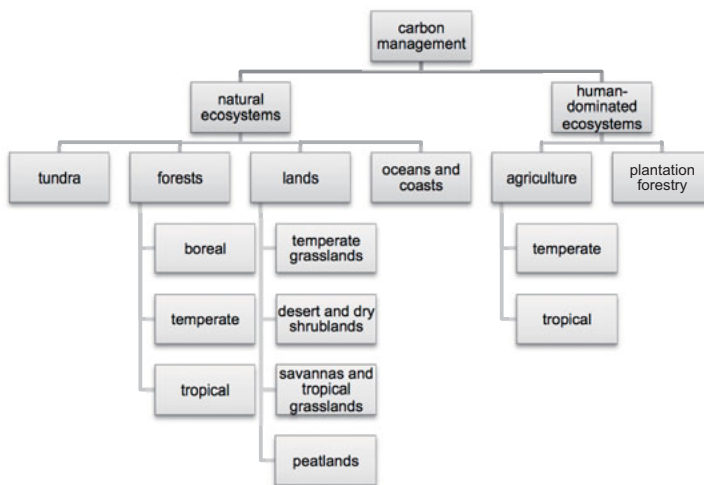 carbon
management
natural
ecosystems
human-
dominated
ecosystems
tundra
forests
lands
oceans and
coasts
agriculture
plantation
forestry
boreal
temperate
tropical
temperate
grasslands
desert and dry
shrublands
savannas and
tropical
grasslands
peatlands
temperate
tropical